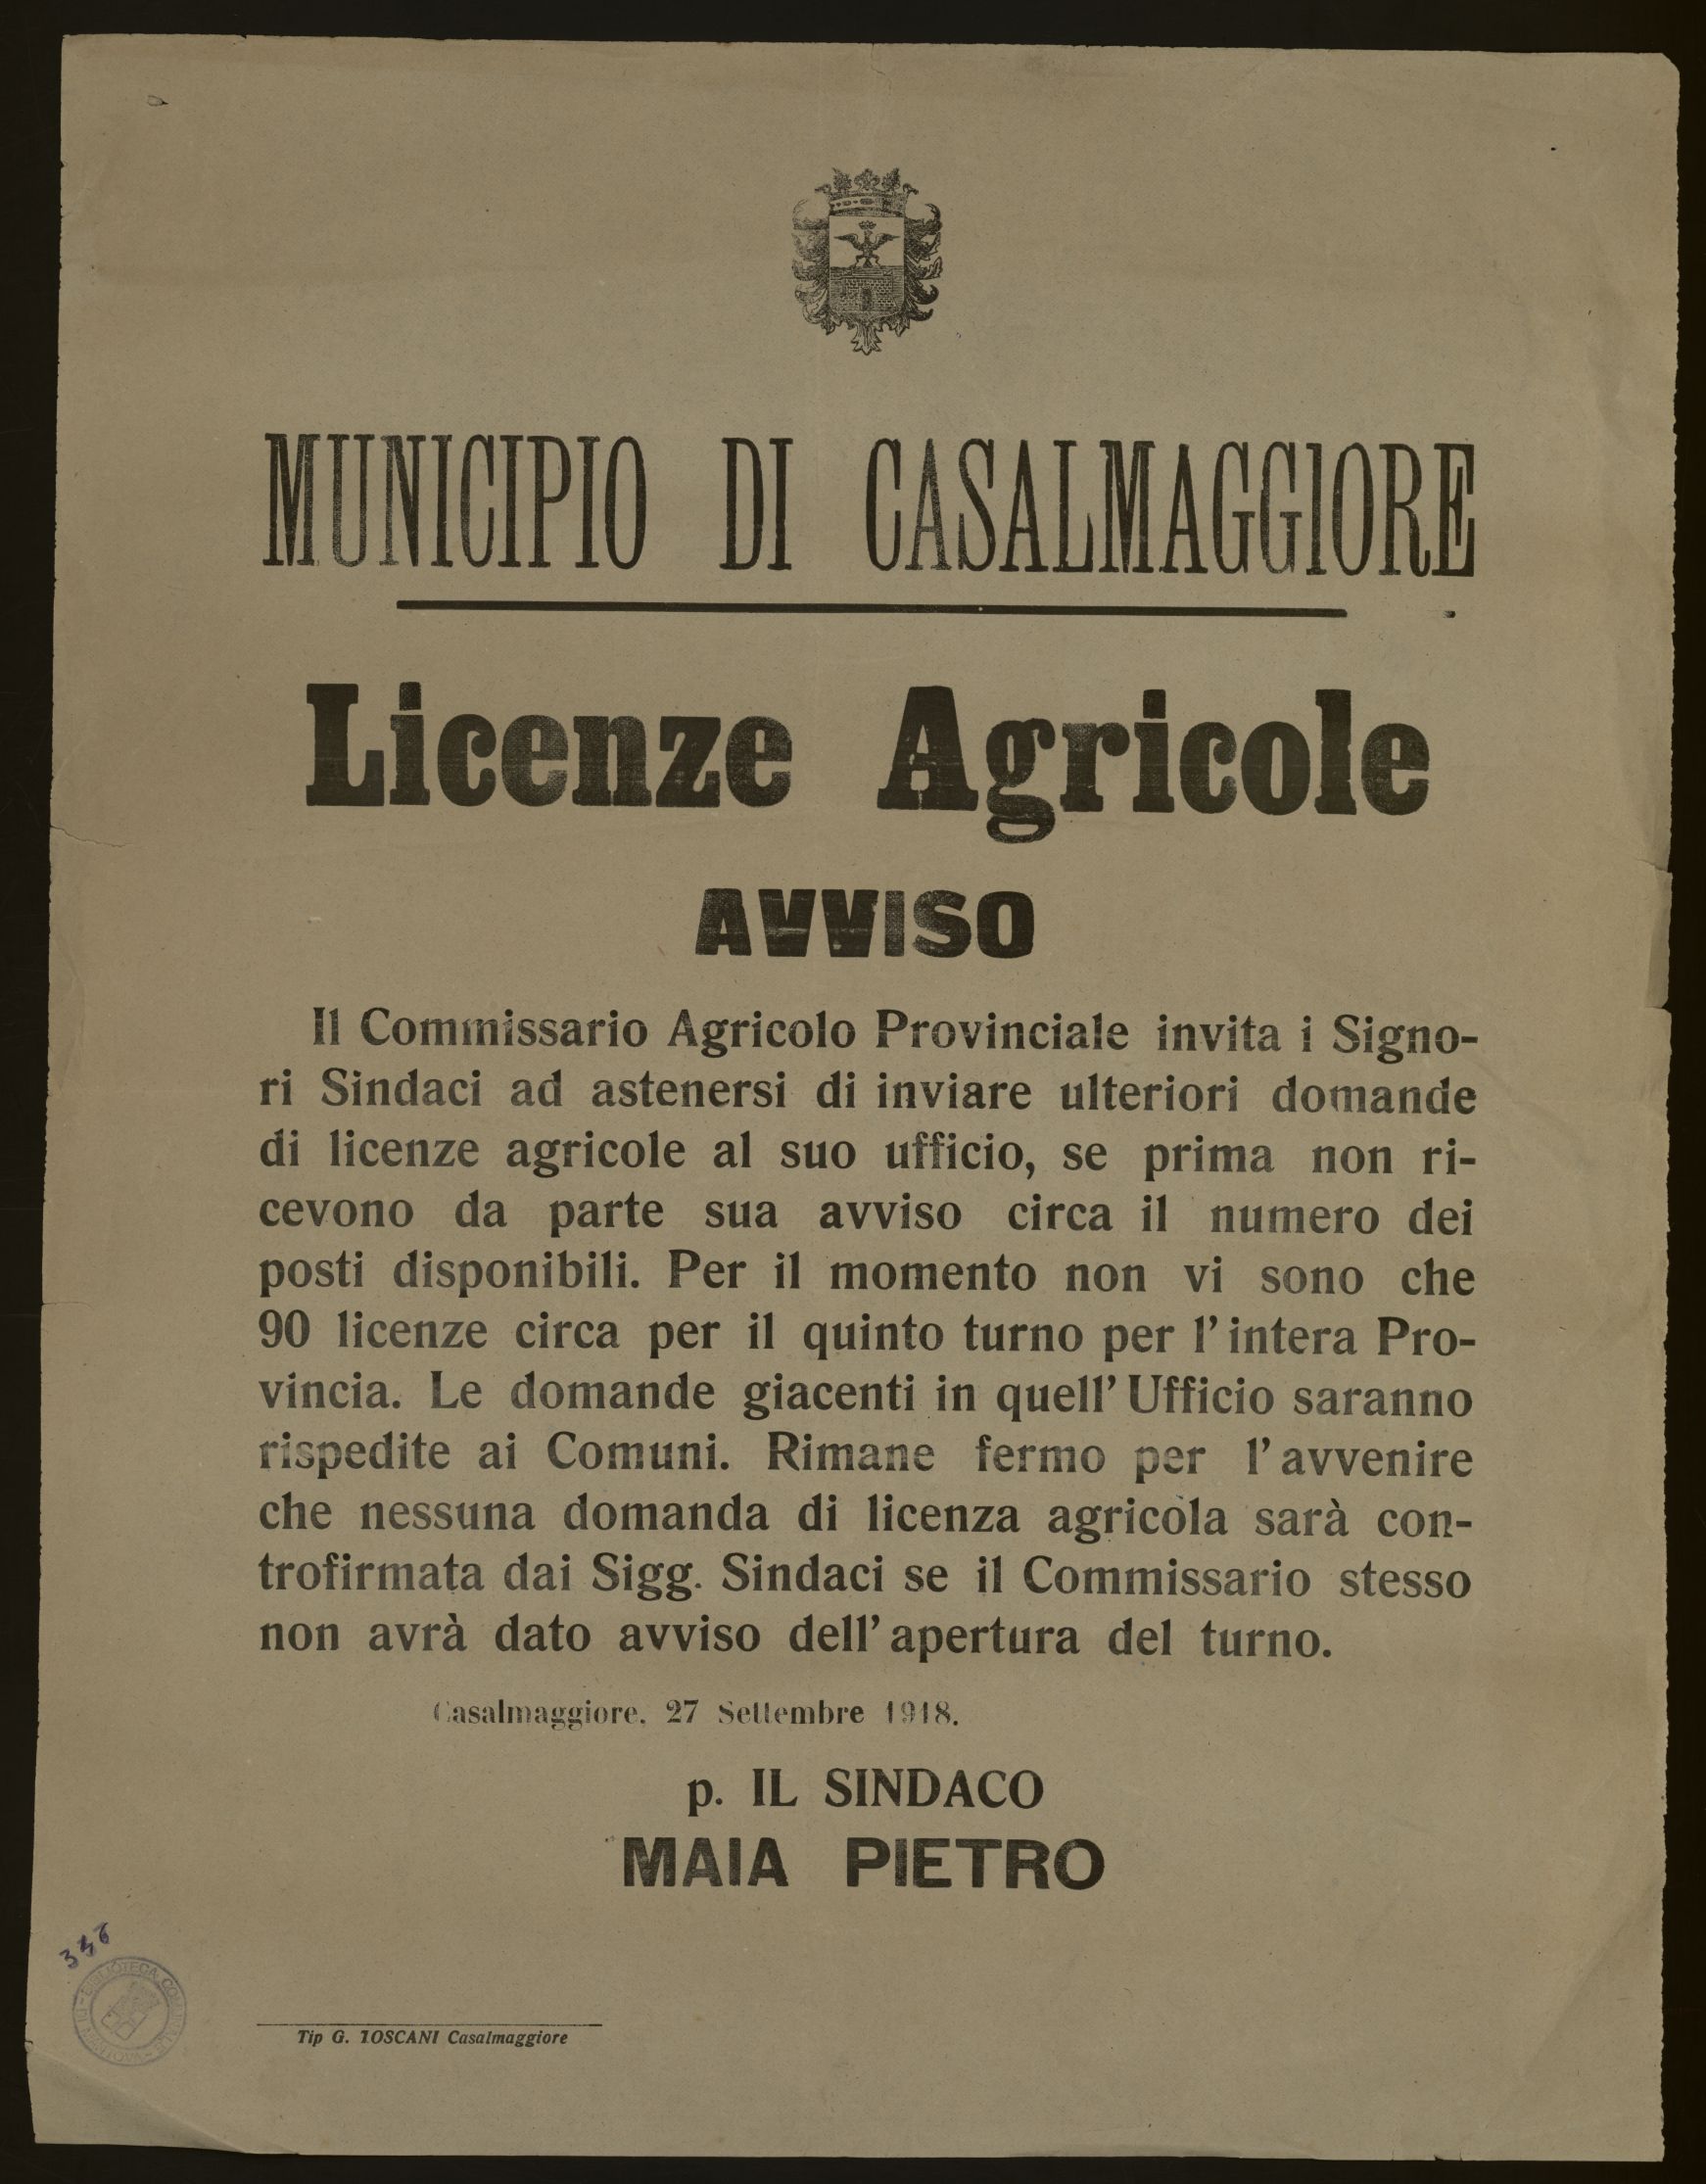 MUNICIPIO DI CASALMAGGIORE
Licenze Agricole
AVVISO
Il Commissario Agricolo Provinciale invita i Signo-
ri Sindaci ad astenersi di inviare ulteriori domande
di licenze agricole al suo ufficio, se prima non ri-
cevono da parte sua avviso circa il numero dei
posti disponibili. Per il momento non vi sono che
90 licenze circa per il quinto turno per l'intera Pro-
vincia. Le domande giacenti in quell'Ufficio saranno
rispedite ai Comuni. Rimane fermo per l'avvenire
che nessuna domanda di licenza agricola sarà con-
trofirmata dai Sigg. Sindaci se il Commissario stesso
non avrà dato avviso dell'apertura del turno.
Casalmaggiore, 27 Settembre 1918.
p. IL SINDACO
MAIA PIETRO
BIBLIOTECA
Tip G. TOSCANI Casalmaggiore